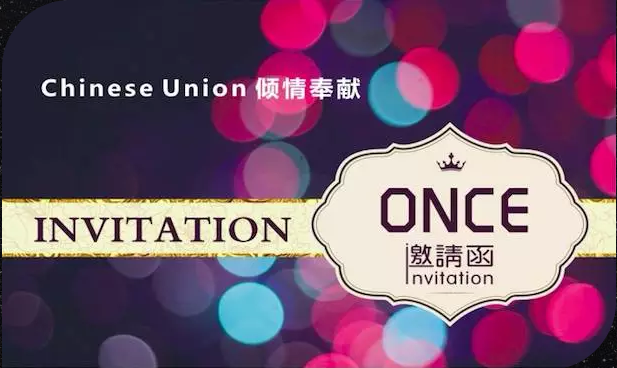 Chinese Union 倾情奉献
INVITATION
ONCE
邀請函
Invitation